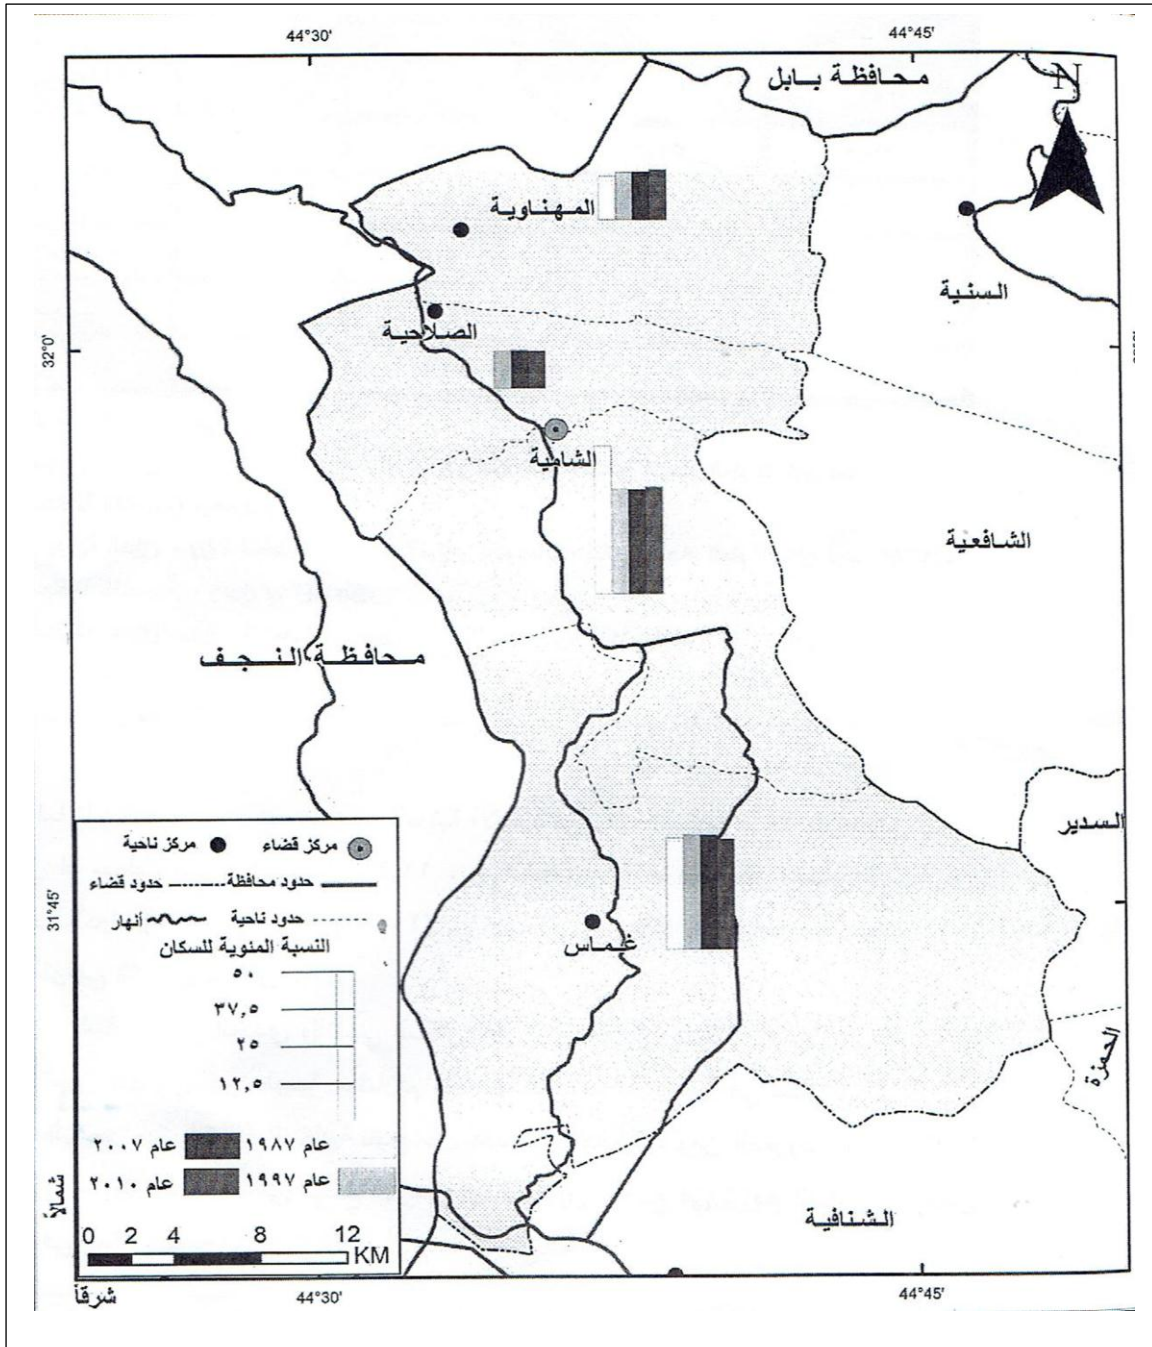 44°30'
44°45'
محافظة بابل
N
المهناوية
السنية
الصلاحية
32°0'
الشامية
الشافعية
محافظة النجف
السدير
مركز قضاء
مركز ناحية
حدود محافظة
حدود قضاء
حدود ناحية
أنهار
31°45'
غماس
النسبة المئوية للسكان
٥٠
٣٧,٥
٢٥
١٢,٥
الحمزة
عام ١٩٨٧
عام ٢٠٠٧
عام ١٩٩٧
عام ٢٠١٠
شمالاً
الشنافية
0 2 4 8 12
KM
شرقاً
44°30'
44°45'